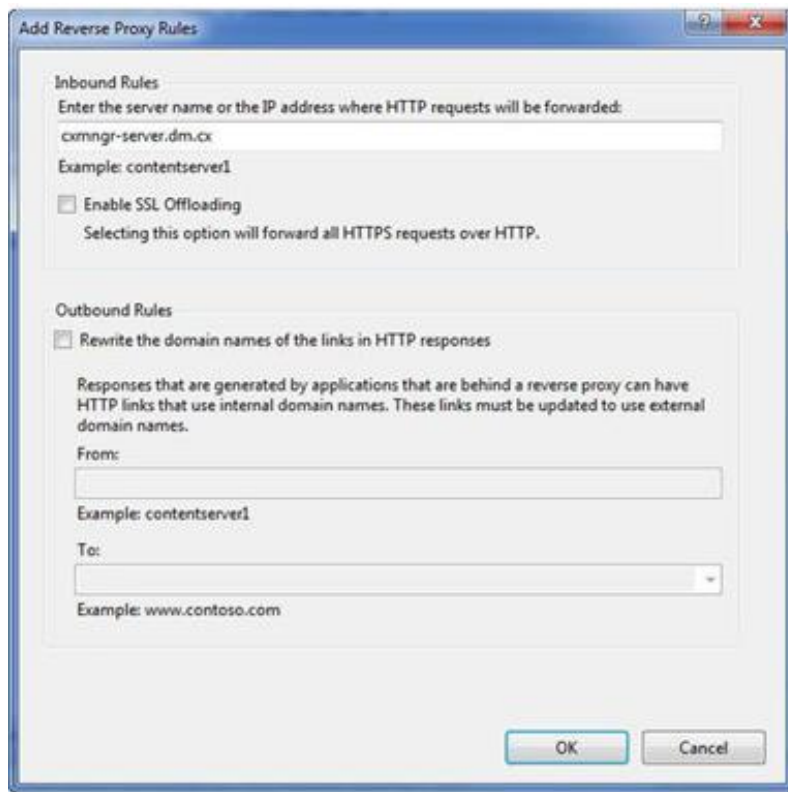 Add Reverse Proxy Rules
Inbound Rules
Enter the server name or the IP address where HTTP requests will be forwarded:
cxmngr-server.dm.cx
Example: contentserver1
Enable SSL Offloading
Selecting this option will forward all HTTPS requests over HTTP.
Outbound Rules
Rewrite the domain names of the links in HTTP responses
Responses that are generated by applications that are behind a reverse proxy can have
HTTP links that use internal domain names. These links must be updated to use external
domain names.
From:
Example: contentserver1
To:
Example: www.contoso.com
OK
Cancel